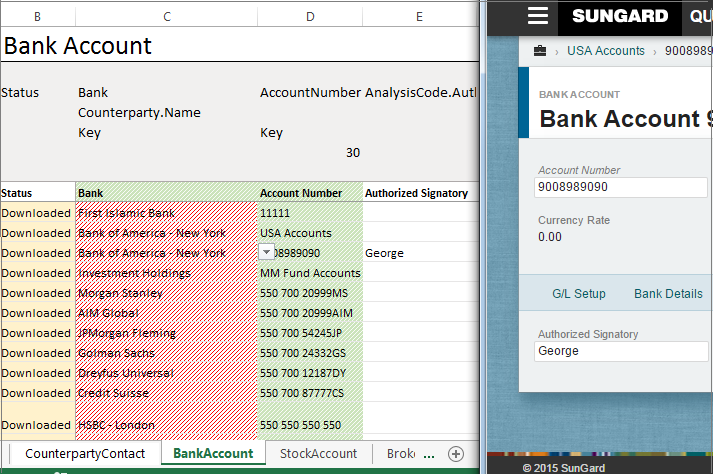 B C D E
Bank Account
Status Bank AccountNumber AnalysisCode.Aut
Counterparty.Name
Key Key
30
Status Bank Account Number Authorized Signatory
Downloaded First Islamic Bank 11111
Downloaded Bank of America - New York USA Accounts
Downloaded Bank of America - New York 08989090 George
Downloaded Investment Holdings MM Fund Accounts
Downloaded Morgan Stanley 550 700 20999MS
Downloaded AIM Global 550 700 20999AIM
Downloaded JPMorgan Fleming 550 700 54245JP
Downloaded Golman Sachs 550 700 24332GS
Downloaded Dreyfus Universal 550 700 12187DY
Downloaded Credit Suisse 550 700 87777CS
Downloaded HSBC - London 550 550 550 550
CounterpartyContact BankAccount StockAccount Broke ...
SUNGARD QU
USA Accounts 9008989
BANK ACCOUNT
Bank Account 9
Account Number
9008989090
Currency Rate
0.00
G/L Setup Bank Details
Authorized Signatory
George
© 2015 SunGard